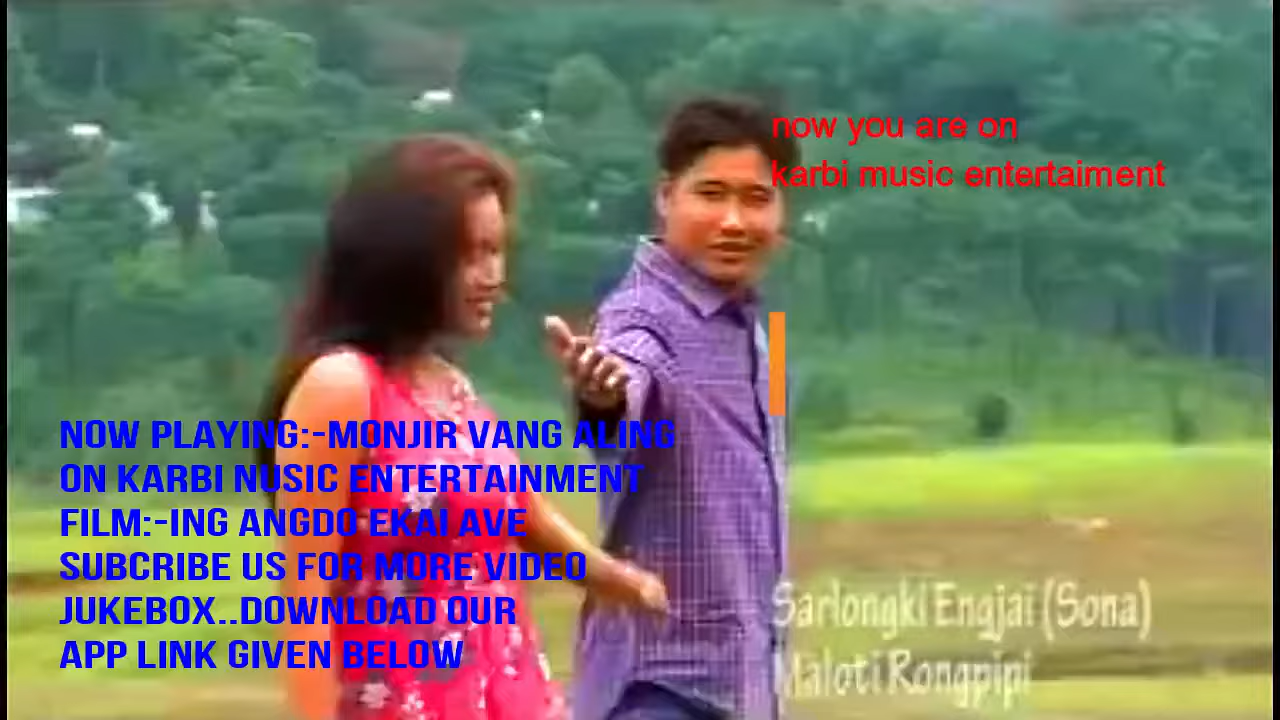 now you are on
karbi music entertaiment
NOW PLAYING:-MONJIR VANG ALING
ON KARBI NUSIC ENTERTAINMENT
FILM:-ING ANGDO EKAI AVE
SUBCRIBE US FOR MORE VIDEO
JUKEBOX..DOWNLOAD OUR
APP LINK GIVEN BELOW
Sarlongki Engjai (Sona)
Maloti Rongpipi